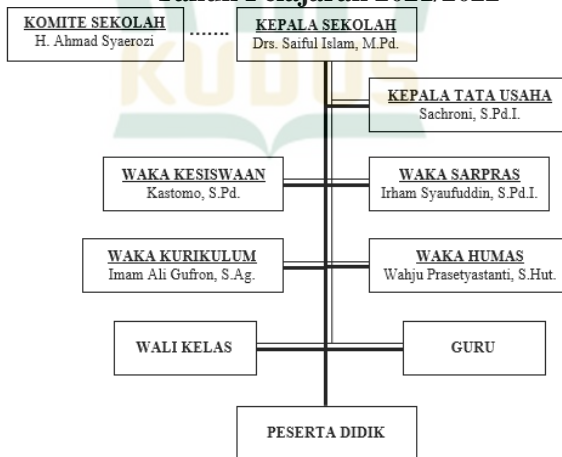 KOMITE SEKOLAH
H. Ahmad Syaerozi
.......
KEPALA SEKOLAH
Drs. Saiful Islam, M.Pd.
KUDUS
KEPALA TATA USAHA
Sachroni, S.Pd.I.
WAKA KESISWAAN
Kastomo, S.Pd.
WAKA SARPRAS
Irham Syaufuddin, S.Pd.I.
WAKA KURIKULUM
Imam Ali Gufron, S.Ag.
WAKA HUMAS
Wahju Prasetyastanti, S.Hut.
WALI KELAS
GURU
PESERTA DIDIK